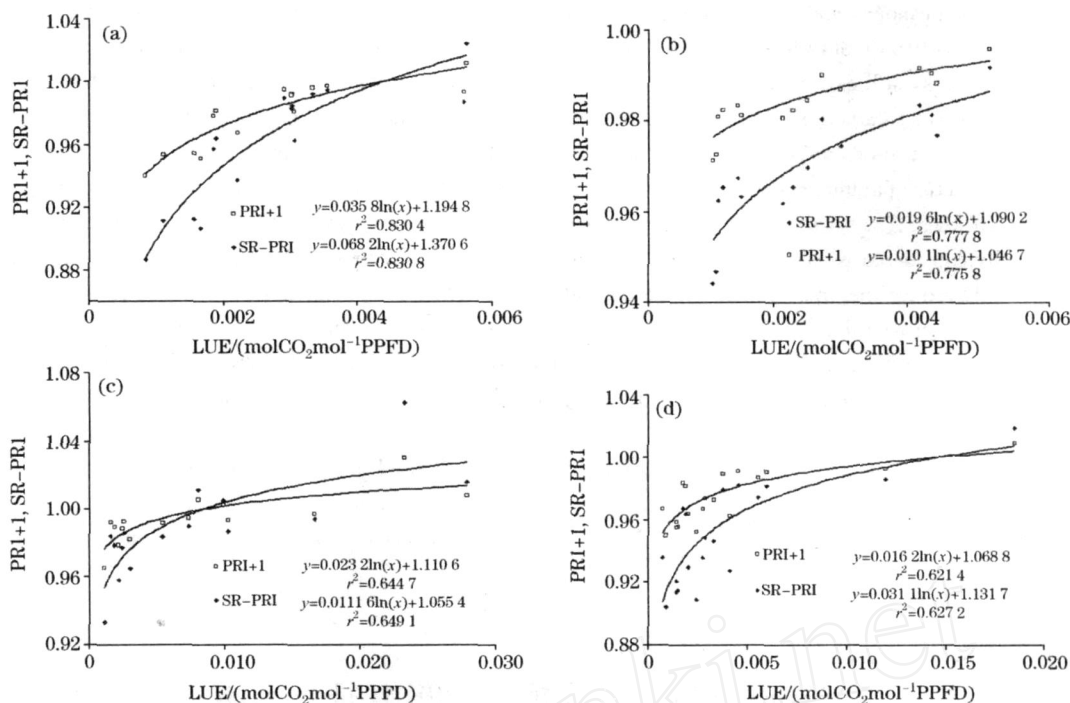 (a)
1.04
1.00
0.96
0.92
0.88
PR1+1, SR-PR1
PRI+1 y=0.035 8ln(x)+1.194 8
r²=0.830 4
SR-PRI y=0.068 2ln(x)+1.370 6
r²=0.830 8
0 0.002 0.004 0.006
LUE/(molCO₂mol⁻¹PPFD)
(b)
1.00
0.98
0.96
0.94
PR1+1, SR-PR1
SR-PRI y=0.019 6ln(x)+1.090 2
r²=0.777 8
PRI+1 y=0.010 1ln(x)+1.046 7
r²=0.775 8
0 0.002 0.004 0.006
LUE/(molCO₂mol⁻¹PPFD)
(c)
1.08
1.04
1.00
0.96
0.92
PR1+1, SR-PR1
PRI+1 y=0.023 2ln(x)+1.110 6
r²=0.644 7
SR-PRI y=0.0111 6ln(x)+1.055 4
r²=0.649 1
0 0.010 0.020 0.030
LUE/(molCO₂mol⁻¹PPFD)
(d)
1.04
1.00
0.96
0.92
0.88
PR1+1, SR-PR1
PRI+1 y=0.016 2ln(x)+1.068 8
r²=0.621 4
SR-PRI y=0.031 1ln(x)+1.131 7
r²=0.627 2
0 0.005 0.010 0.015 0.020
LUE/(molCO₂mol⁻¹PPFD)